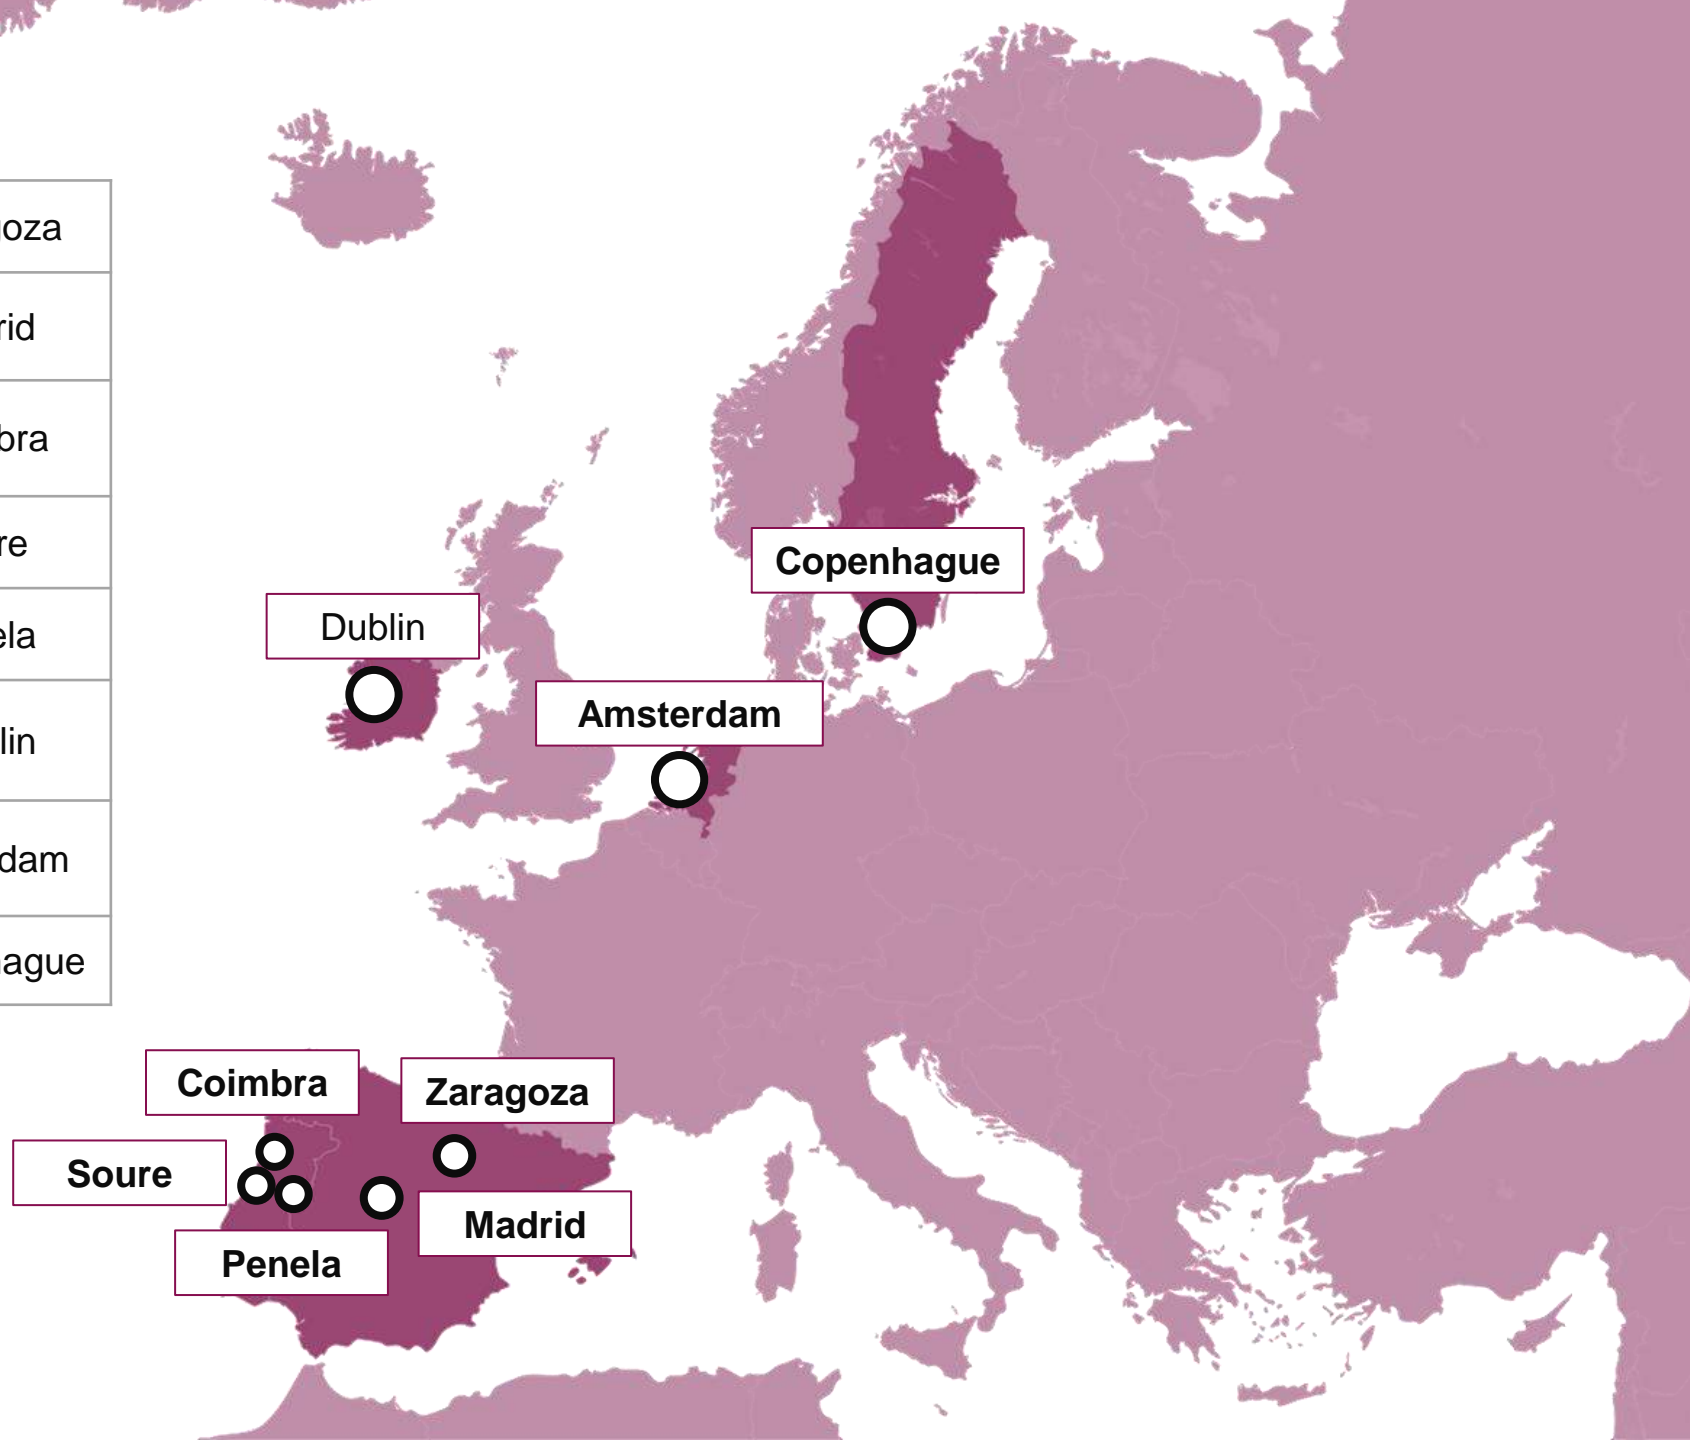 oza
rid
bra
re
ela
lin
dam
ague
Copenhague
Dublin
Amsterdam
Coimbra
Zaragoza
Soure
Madrid
Penela